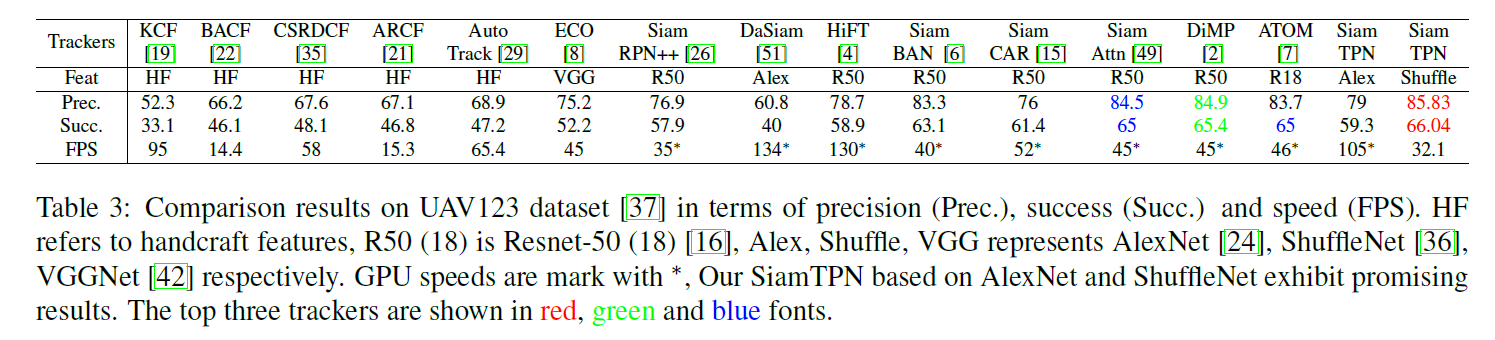 Trackers KCF BACF CSRDCF ARCF Auto ECO Siam DaSiam HiFT Siam Siam Siam DiMP ATOM Siam Siam
[19] [22] [35] [21] Track [29] [8] RPN++ [26] [51] [4] BAN [6] CAR [15] Attn [49] [2] [7] TPN TPN
Feat HF HF HF HF HF VGG R50 Alex R50 R50 R50 R50 R50 R18 Alex Shuffle
Prec. 52.3 66.2 67.6 67.1 68.9 75.2 76.9 60.8 78.7 83.3 76 84.5 84.9 83.7 79 85.83
Succ. 33.1 46.1 48.1 46.8 47.2 52.2 57.9 40 58.9 63.1 61.4 65 65.4 65 59.3 66.04
FPS 95 14.4 58 15.3 65.4 45 35* 134* 130* 40* 52* 45* 45* 46* 105* 32.1
Table 3: Comparison results on UAV123 dataset [37] in terms of precision (Prec.), success (Succ.) and speed (FPS). HF
refers to handcraft features, R50 (18) is Resnet-50 (18) [16], Alex, Shuffle, VGG represents AlexNet [24], ShuffleNet [36],
VGGNet [42] respectively. GPU speeds are mark with *, Our SiamTPN based on AlexNet and ShuffleNet exhibit promising
results. The top three trackers are shown in red, green and blue fonts.